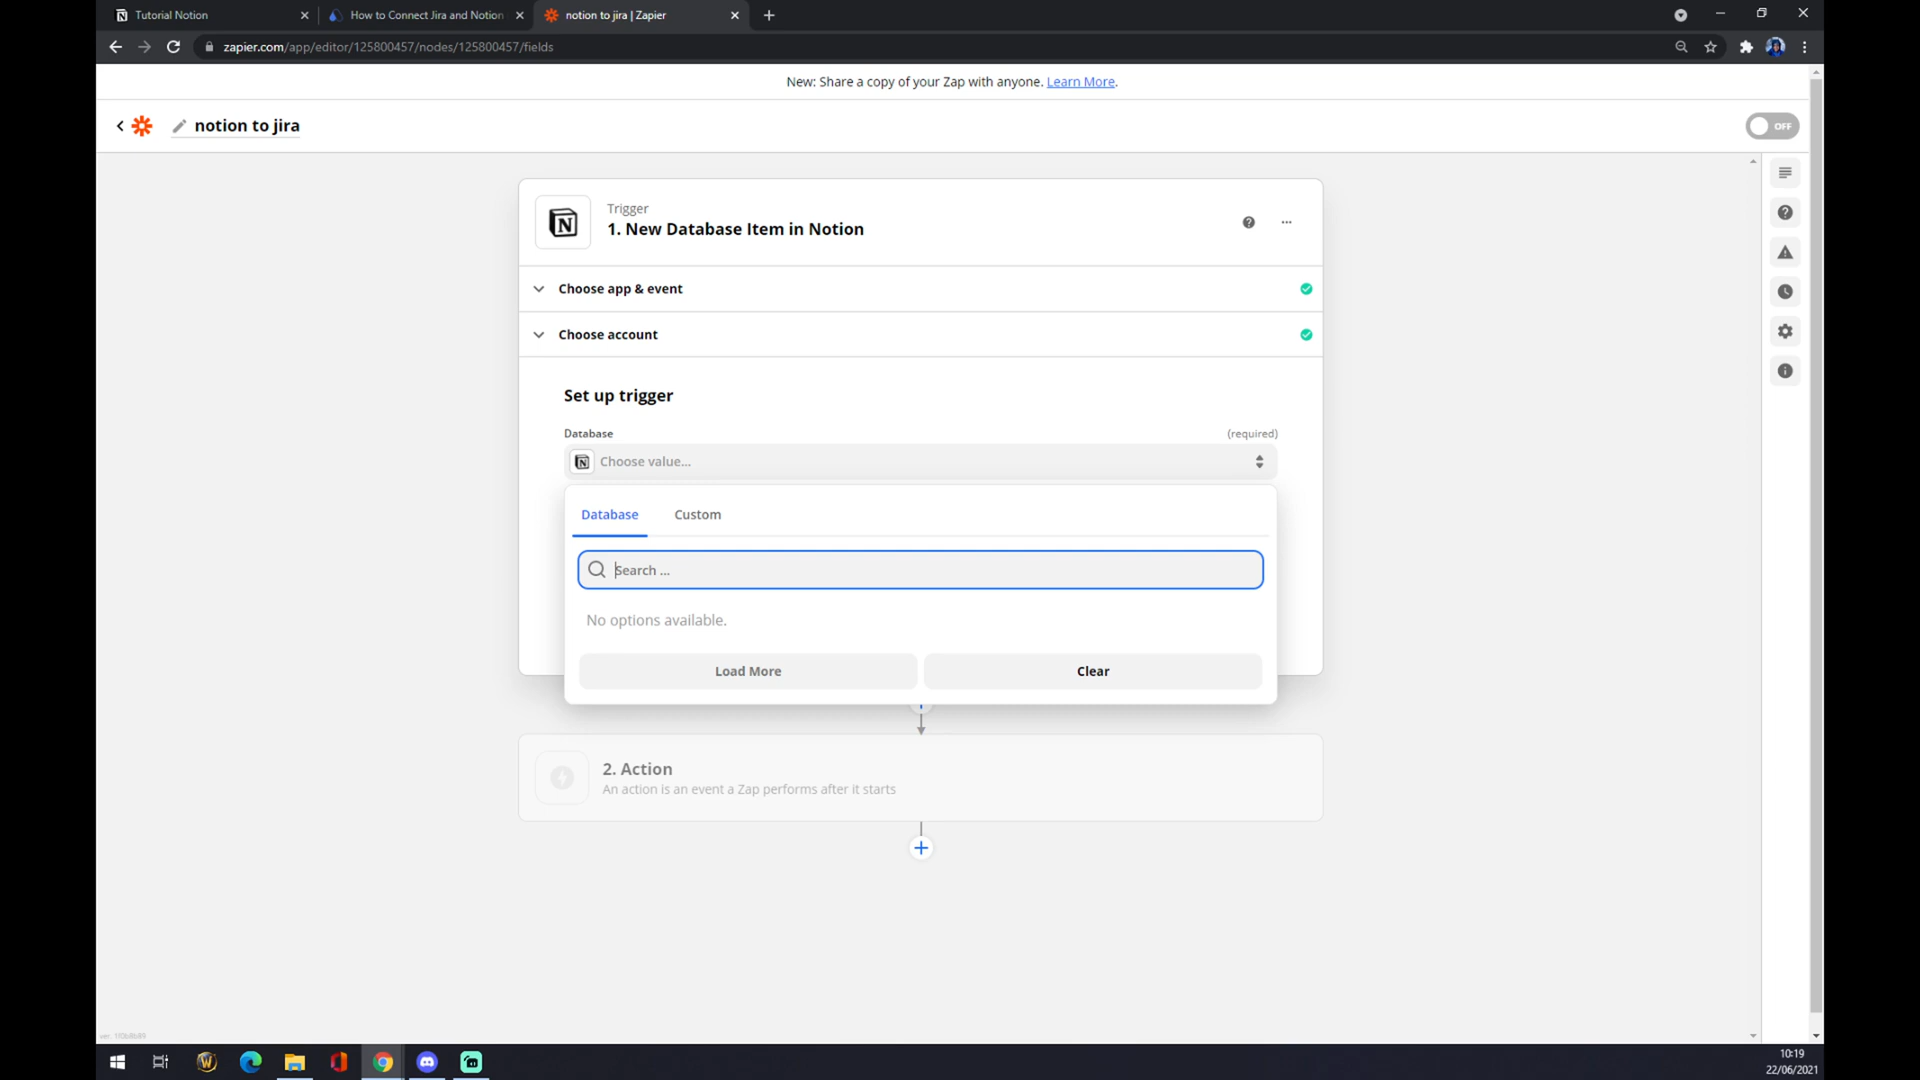 Tutorial Notion
How to Connect Jira and Notion
notion to jira | Zapier
zapier.com/app/editor/125800457/nodes/125800457/fields
New: Share a copy of your Zap with anyone. Learn More.
notion to jira
OFF
Trigger
1. New Database Item in Notion
Choose app & event
Choose account
Set up trigger
Database
(required)
Choose value...
Database
Custom
Search ...
No options available.
Load More
Clear
2. Action
An action is an event a Zap performs after it starts
10:19
22/06/2021